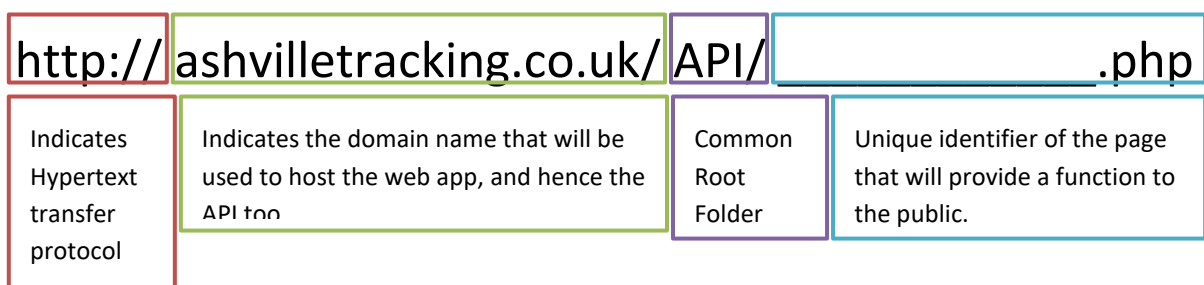 http:// ashvilletracking.co.uk/ API/ ____________.php
Indicates
Hypertext
transfer
protocol
Indicates the domain name that will be
used to host the web app, and hence the
API too
Common
Root
Folder
Unique identifier of the page
that will provide a function to
the public.